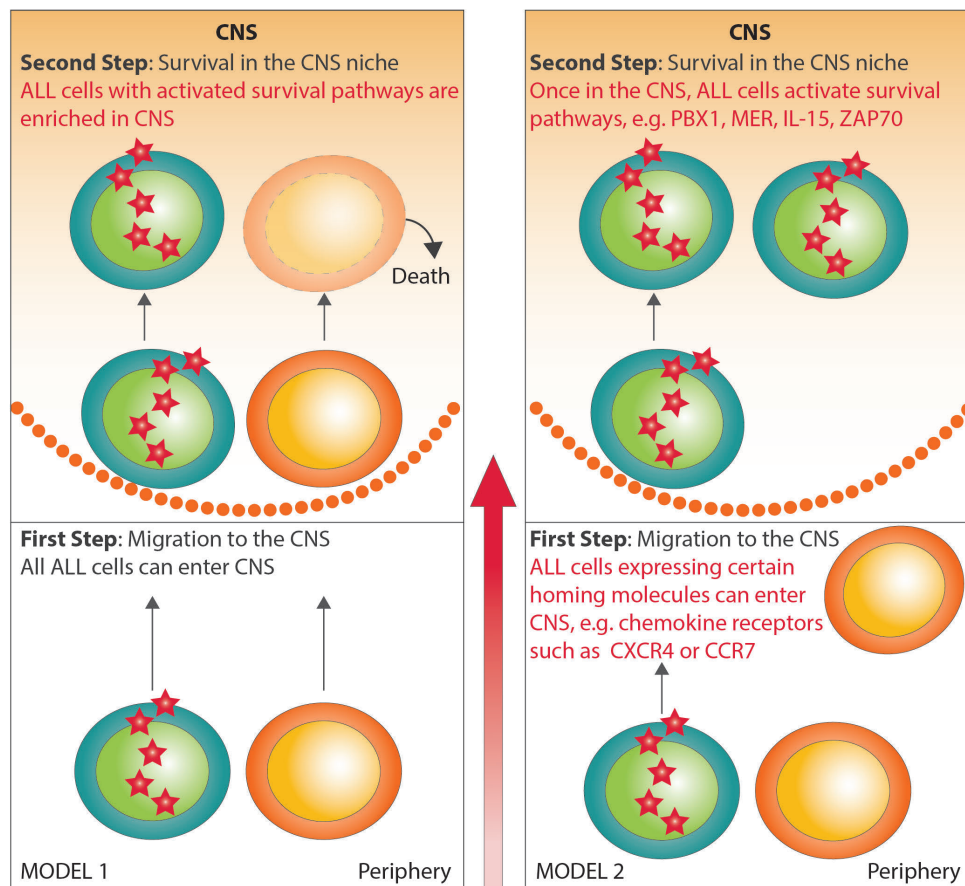 CNS
Second Step: Survival in the CNS niche
ALL cells with activated survival pathways are
enriched in CNS
Death
First Step: Migration to the CNS
All ALL cells can enter CNS
MODEL 1
Periphery
CNS
Second Step: Survival in the CNS niche
Once in the CNS, ALL cells activate survival
pathways, e.g. PBX1, MER, IL-15, ZAP70
First Step: Migration to the CNS
ALL cells expressing certain
homing molecules can enter
CNS, e.g. chemokine receptors
such as CXCR4 or CCR7
MODEL 2
Periphery